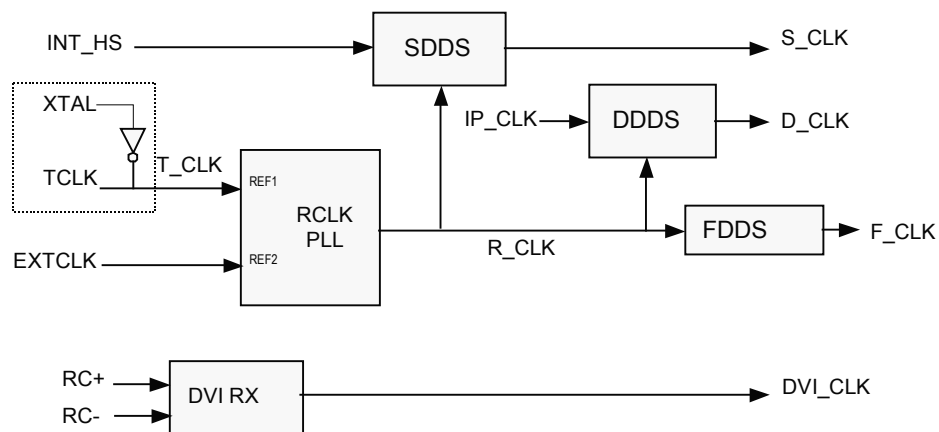 INT_HS
SDDS
S_CLK
XTAL
IP_CLK
DDDS
D_CLK
TCLK
T_CLK
REF1
RCLK
PLL
R_CLK
FDDS
F_CLK
EXTCLK
REF2
RC+
RC-
DVI RX
DVI_CLK